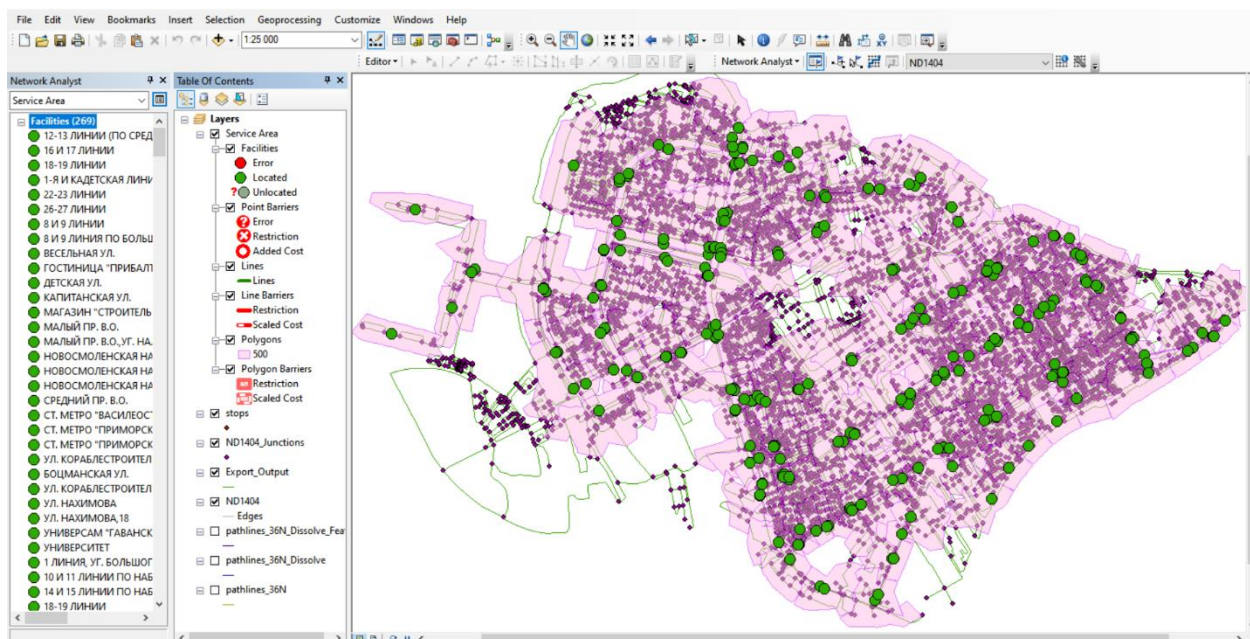 File Edit View Bookmarks Insert Selection Geoprocessing Customize Windows Help
1:25 000
Editor Network Analyst ND1404
Network Analyst
Service Area
Facilities (269)
12-13 ЛИНИИ (ПО СРЕД
16 И 17 ЛИНИИ
18-19 ЛИНИИ
1-Я И КАДЕТСКАЯ ЛИНИ
22-23 ЛИНИИ
26-27 ЛИНИИ
8 И 9 ЛИНИИ
8 И 9 ЛИНИЯ ПО БОЛЬШ
ВЕСЕЛЬНАЯ УЛ.
ГОСТИНИЦА "ПРИБАЛТ
ДЕТСКАЯ УЛ.
КАПИТАНСКАЯ УЛ.
МАГАЗИН "СТРОИТЕЛЬ
МАЛЫЙ ПР. В.О.
МАЛЫЙ ПР. В.О.,УГ. НА.
НОВОСМОЛЕНСКАЯ НА
НОВОСМОЛЕНСКАЯ НА
НОВОСМОЛЕНСКАЯ НА
СРЕДНИЙ ПР. В.О.
СТ. МЕТРО "ВАСИЛЕОС
СТ. МЕТРО "ПРИМОРСК
СТ. МЕТРО "ПРИМОРСК
УЛ. КОРАБЛЕСТРОИТЕЛ
БОЦМАНСКАЯ УЛ.
УЛ. КОРАБЛЕСТРОИТЕЛ
УЛ. НАХИМОВА
УЛ. НАХИМОВА,18
УНИВЕРСАМ "ГАВАНСК
УНИВЕРСИТЕТ
1 ЛИНИЯ, УГ. БОЛЬШОГ
10 И 11 ЛИНИИ ПО НАБ
14 И 15 ЛИНИИ ПО НАБ
18-19 ЛИНИИ
Table Of Contents
Layers
Service Area
Facilities
Error
Located
? Unlocated
Point Barriers
Error
Restriction
Added Cost
Lines
Lines
Line Barriers
Restriction
Scaled Cost
Polygons
500
Polygon Barriers
Restriction
Scaled Cost
stops
ND1404_Junctions
Export_Output
ND1404
Edges
pathlines_36N_Dissolve_Fea
pathlines_36N_Dissolve
pathlines_36N